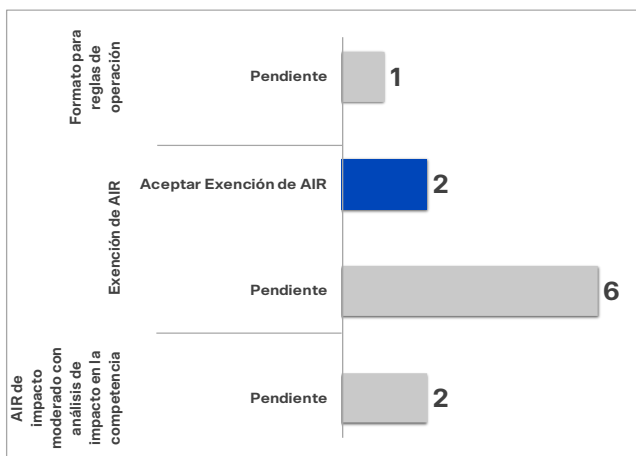 Formato para
reglas de
operación
Pendiente
1
Exención de AIR
Aceptar Exención de AIR
2
Pendiente
6
AIR de
impacto
moderado con
análisis de
impacto en la
competencia
Pendiente
2